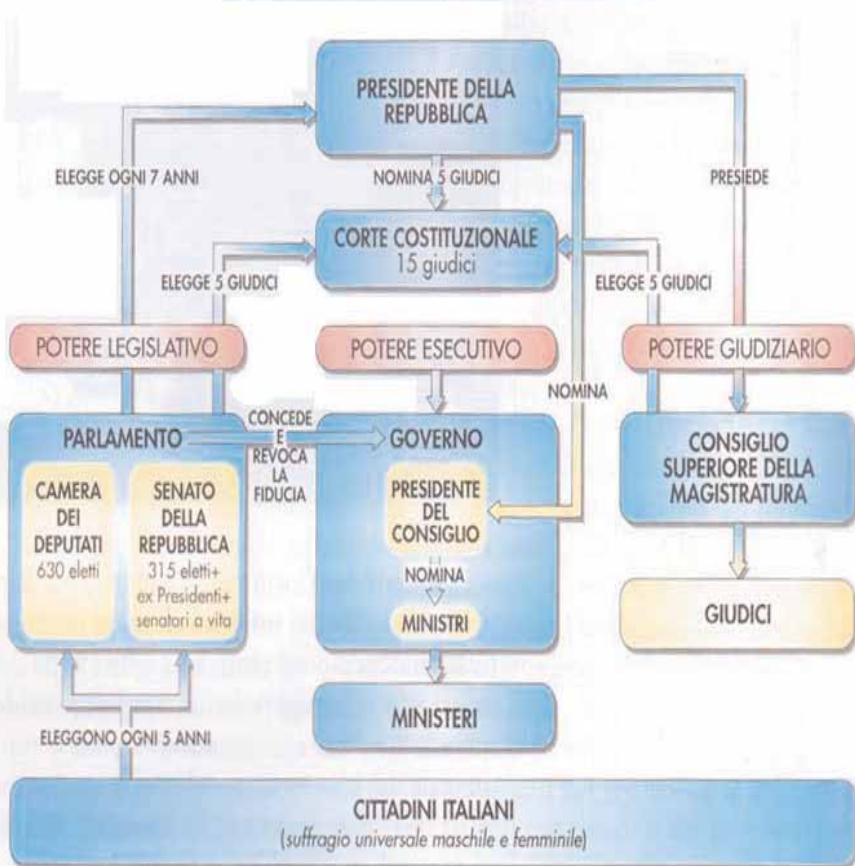 PRESIDENTE DELLA
REPUBBLICA
ELEGGE OGNI 7 ANNI
NOMINA 5 GIUDICI
PRESIEDE
CORTE COSTITUZIONALE
15 giudici
ELEGGE 5 GIUDICI
ELEGGE 5 GIUDICI
POTERE LEGISLATIVO
POTERE ESECUTIVO
POTERE GIUDIZIARIO
NOMINA
PARLAMENTO
CONCEDE
E
REVOCA
LA
FIDUCIA
GOVERNO
CONSIGLIO
SUPERIORE DELLA
MAGISTRATURA
CAMERA
DEI
DEPUTATI
630 eletti
SENATO
DELLA
REPUBBLICA
315 eletti+
ex Presidenti+
senatori a vita
PRESIDENTE
DEL
CONSIGLIO
NOMINA
MINISTRI
GIUDICI
MINISTERI
ELEGGONO OGNI 5 ANNI
CITTADINI ITALIANI
(suffragio universale maschile e femminile)